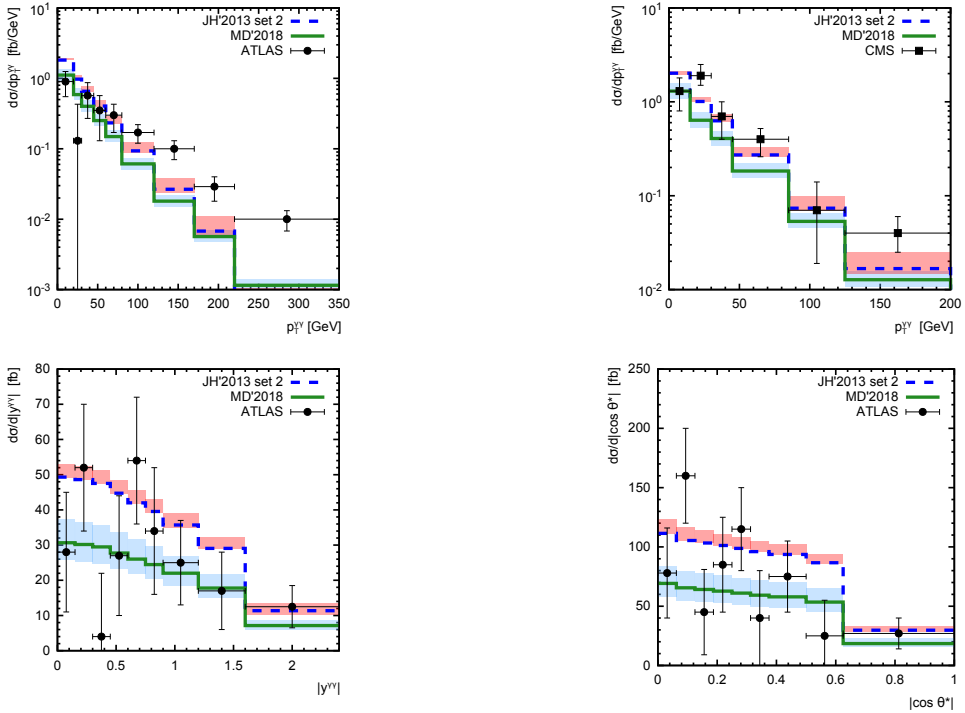 dσ/dp_T^γγ [fb/GeV]
10¹
10⁰
10⁻¹
10⁻²
10⁻³
JH'2013 set 2
MD'2018
ATLAS
0 50 100 150 200 250 300 350
p_T^γγ [GeV]
dσ/dp_T^γγ [fb/GeV]
10¹
10⁰
10⁻¹
10⁻²
JH'2013 set 2
MD'2018
CMS
0 50 100 150 200
p_T^γγ [GeV]
dσ/d|y^γγ| [fb]
80
70
60
50
40
30
20
10
0
JH'2013 set 2
MD'2018
ATLAS
0 0.5 1 1.5 2
|y^γγ|
dσ/d|cos θ*| [fb]
250
200
150
100
50
0
JH'2013 set 2
MD'2018
ATLAS
0 0.2 0.4 0.6 0.8 1
|cos θ*|